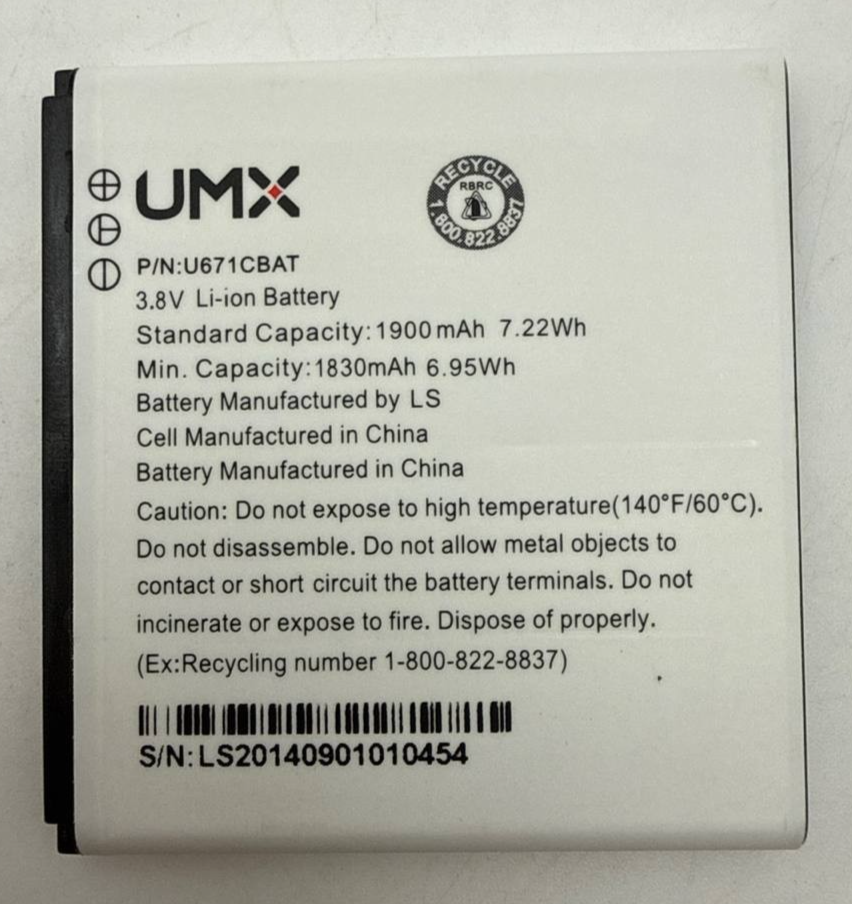 UMX
RECYCLE
RBRC
1.800.822.8837
P/N:U671CBAT
3.8V Li-ion Battery
Standard Capacity:1900mAh 7.22Wh
Min. Capacity:1830mAh 6.95Wh
Battery Manufactured by LS
Cell Manufactured in China
Battery Manufactured in China
Caution: Do not expose to high temperature(140°F/60°C).
Do not disassemble. Do not allow metal objects to
contact or short circuit the battery terminals. Do not
incinerate or expose to fire. Dispose of properly.
(Ex:Recycling number 1-800-822-8837)
S/N:LS20140901010454